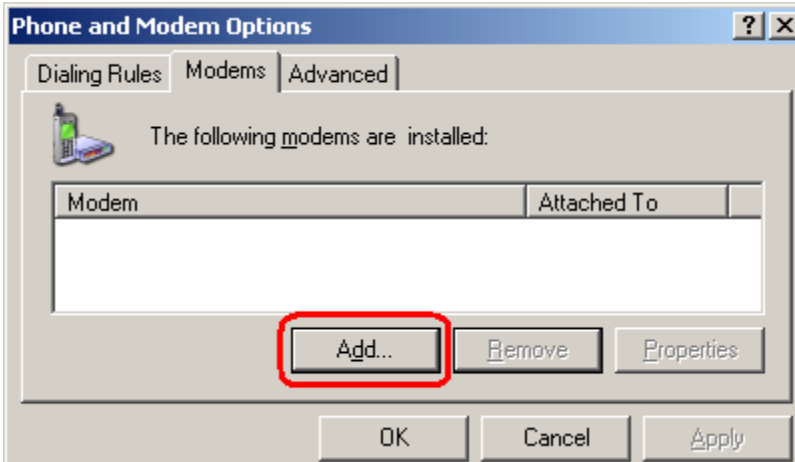 Phone and Modem Options
Dialing Rules Modems Advanced
The following modems are installed:
Modem Attached To
Add... Remove Properties
OK Cancel Apply